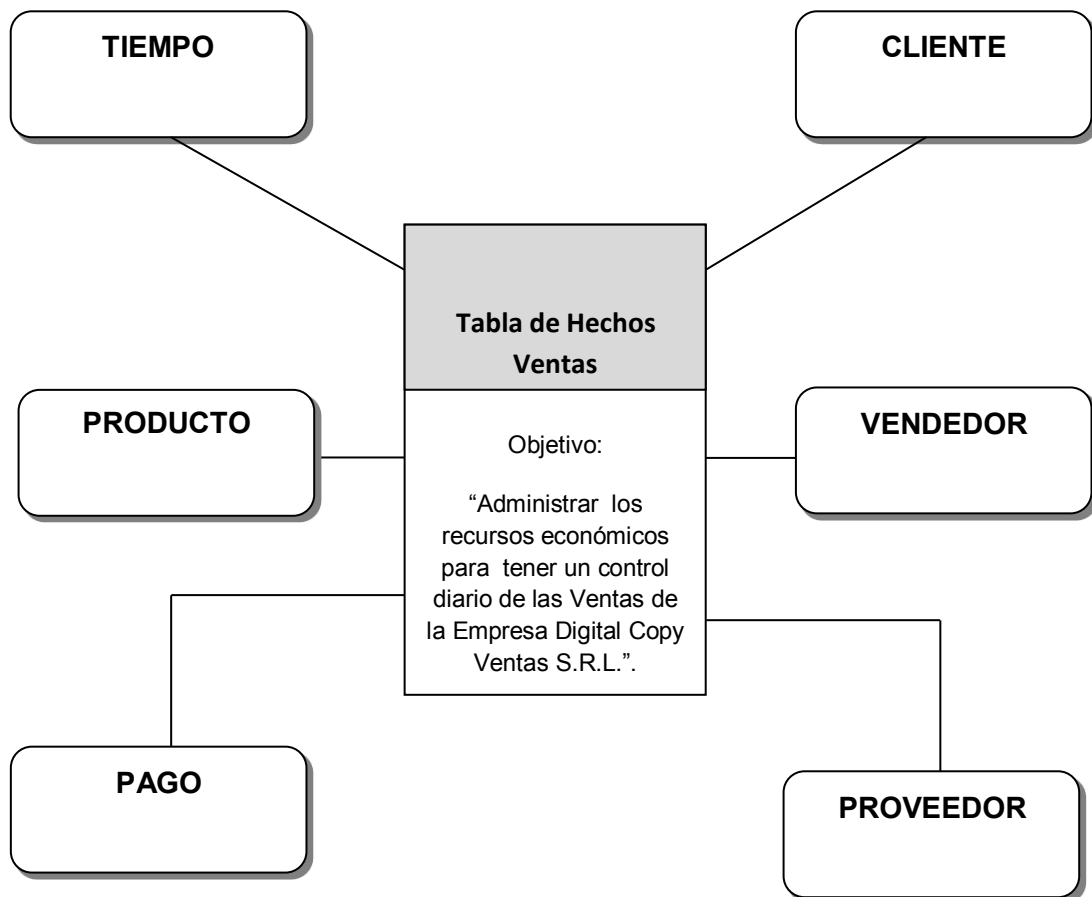 TIEMPO
CLIENTE
Tabla de Hechos
Ventas
PRODUCTO
VENDEDOR
Objetivo:
“Administrar los
recursos económicos
para tener un control
diario de las Ventas de
la Empresa Digital Copy
Ventas S.R.L.”.
PAGO
PROVEEDOR